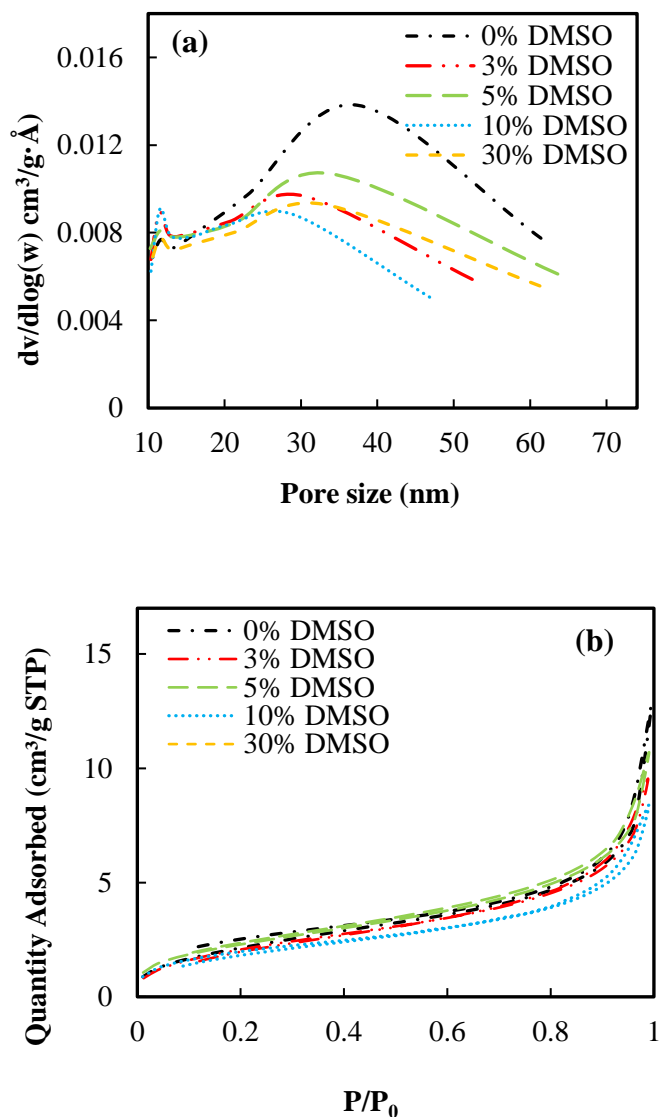 (a)
0% DMSO
3% DMSO
5% DMSO
10% DMSO
30% DMSO
dv/dlog(w) cm³/g·Å
0.016
0.012
0.008
0.004
0
10 20 30 40 50 60 70
Pore size (nm)
(b)
0% DMSO
3% DMSO
5% DMSO
10% DMSO
30% DMSO
Quantity Adsorbed (cm³/g STP)
15
10
5
0
0 0.2 0.4 0.6 0.8 1
P/P₀